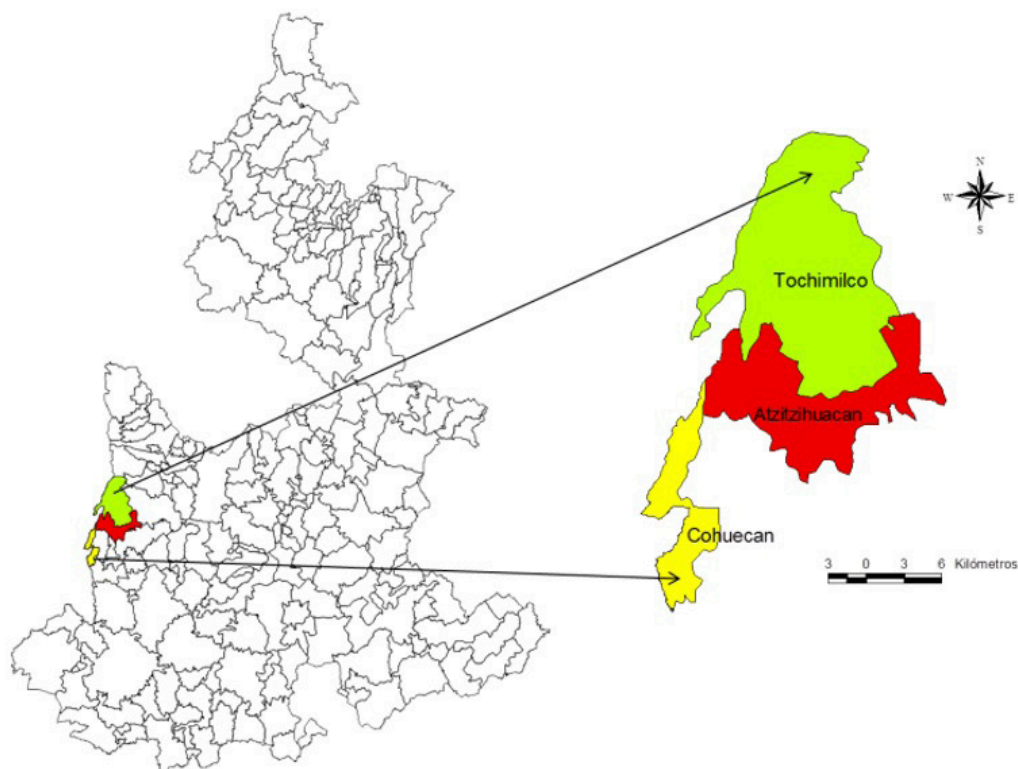 N
W E
S
Tochimilco
Atzitzihuacan
Cohuecan
3 0 3 6 Kilómetros